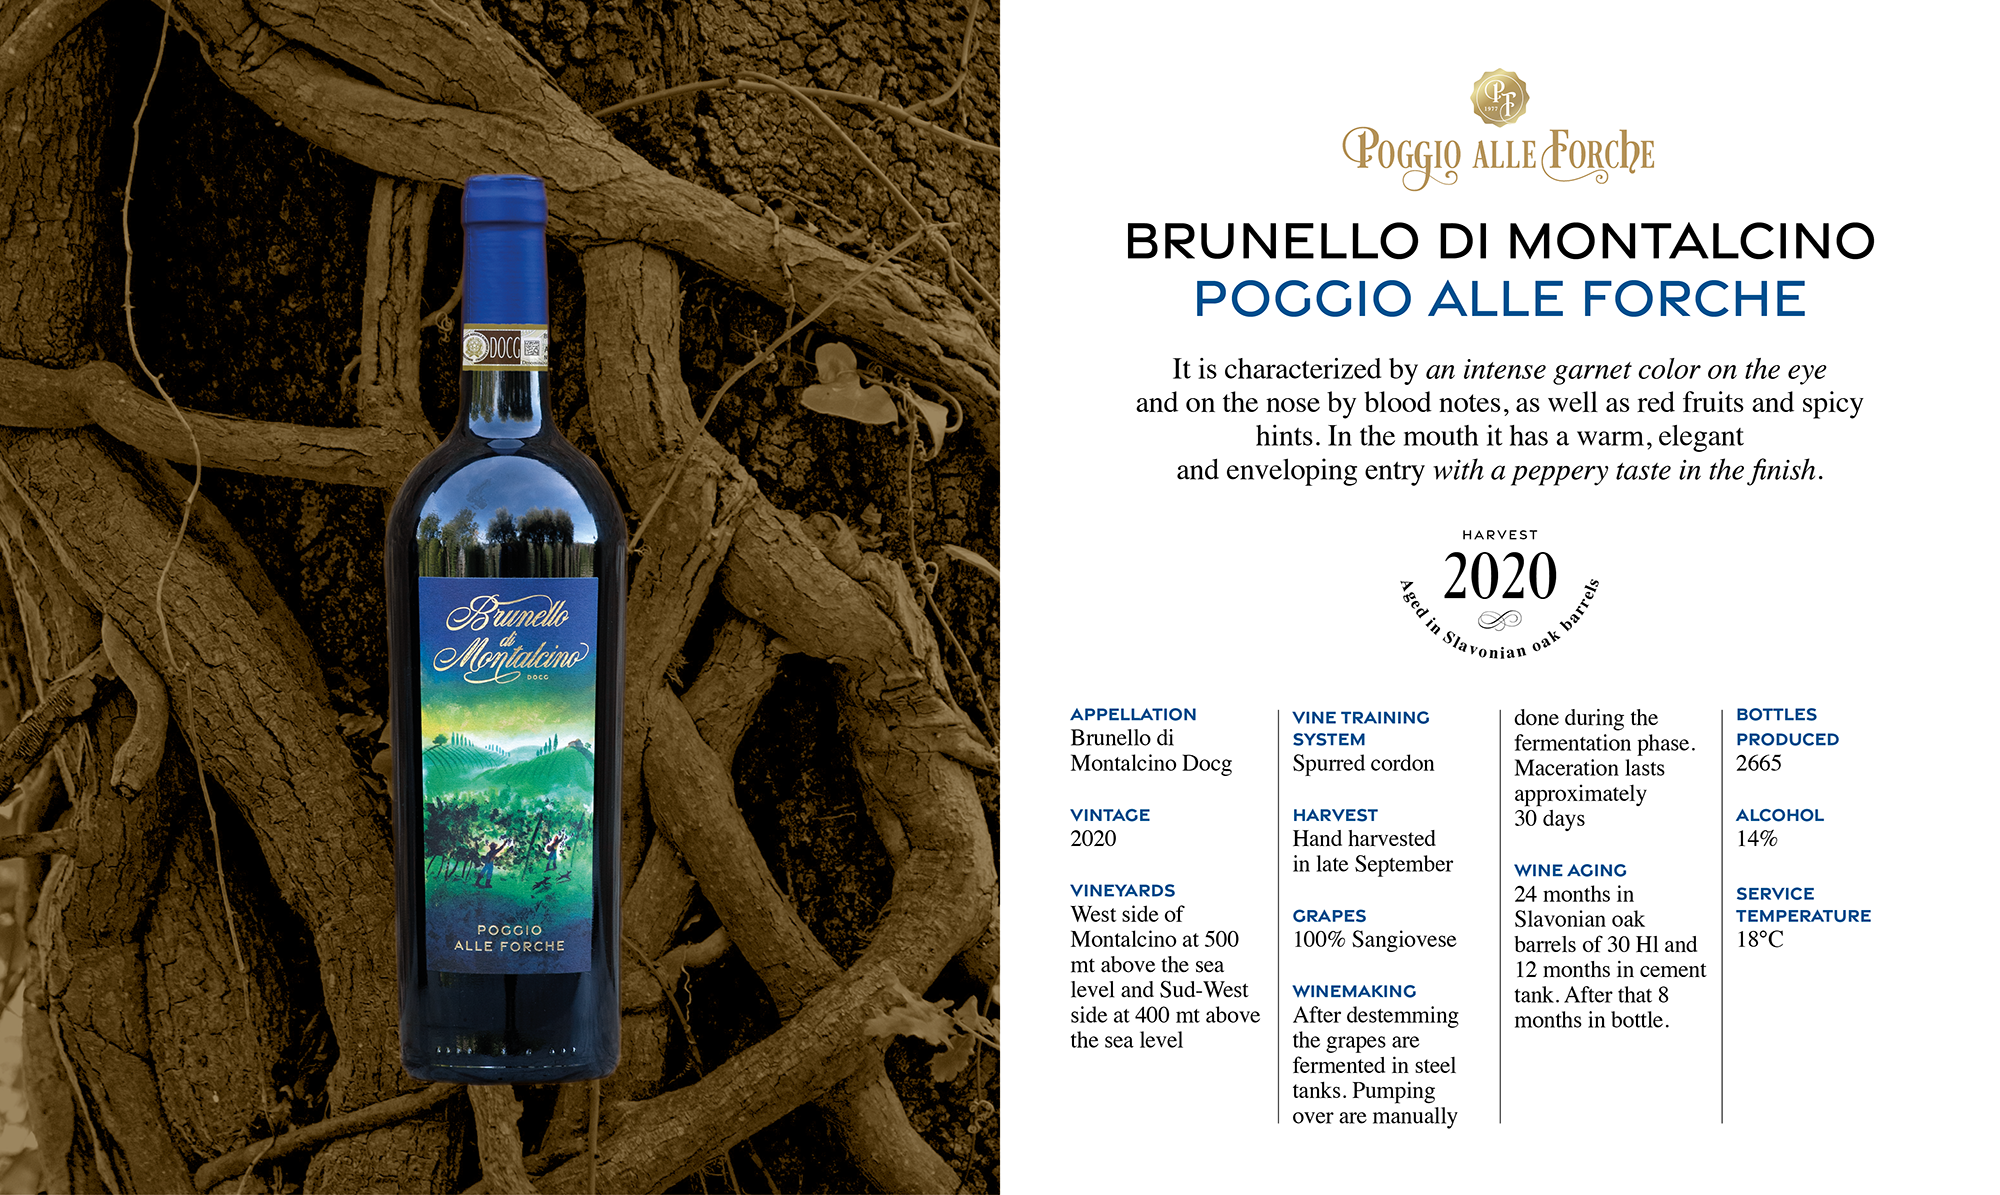 DOCG
Brunello
di
Montalcino
DOCG
POGGIO
ALLE FORCHE
PF
1977
POGGIO ALLE FORCHE
BRUNELLO DI MONTALCINO
POGGIO ALLE FORCHE
It is characterized by an intense garnet color on the eye
and on the nose by blood notes, as well as red fruits and spicy
hints. In the mouth it has a warm, elegant
and enveloping entry with a peppery taste in the finish.
HARVEST
2020
Aged in Slavonian oak barrels
APPELLATION
Brunello di
Montalcino Docg
VINTAGE
2020
VINEYARDS
West side of
Montalcino at 500
mt above the sea
level and Sud-West
side at 400 mt above
the sea level
VINE TRAINING
SYSTEM
Spurred cordon
HARVEST
Hand harvested
in late September
GRAPES
100% Sangiovese
WINEMAKING
After destemming
the grapes are
fermented in steel
tanks. Pumping
over are manually
done during the
fermentation phase.
Maceration lasts
approximately
30 days
WINE AGING
24 months in
Slavonian oak
barrels of 30 Hl and
12 months in cement
tank. After that 8
months in bottle.
BOTTLES
PRODUCED
2665
ALCOHOL
14%
SERVICE
TEMPERATURE
18°C